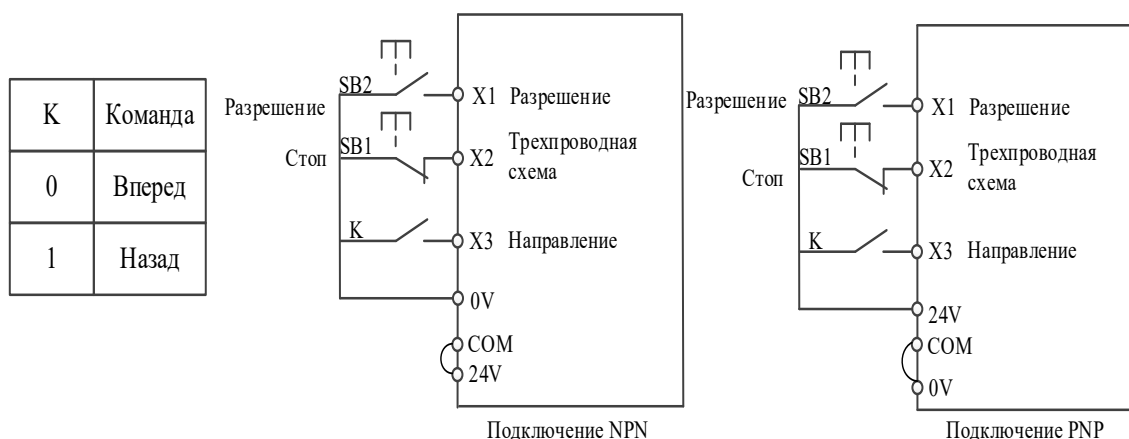 К Команда
0 Вперед
1 Назад
SB2
Разрешение
X1 Разрешение
SB1
Стоп
X2 Трехпроводная
схема
K
X3 Направление
0V
COM
24V
Подключение NPN
SB2
Разрешение
X1 Разрешение
SB1
Стоп
X2 Трехпроводная
схема
K
X3 Направление
24V
COM
0V
Подключение PNP